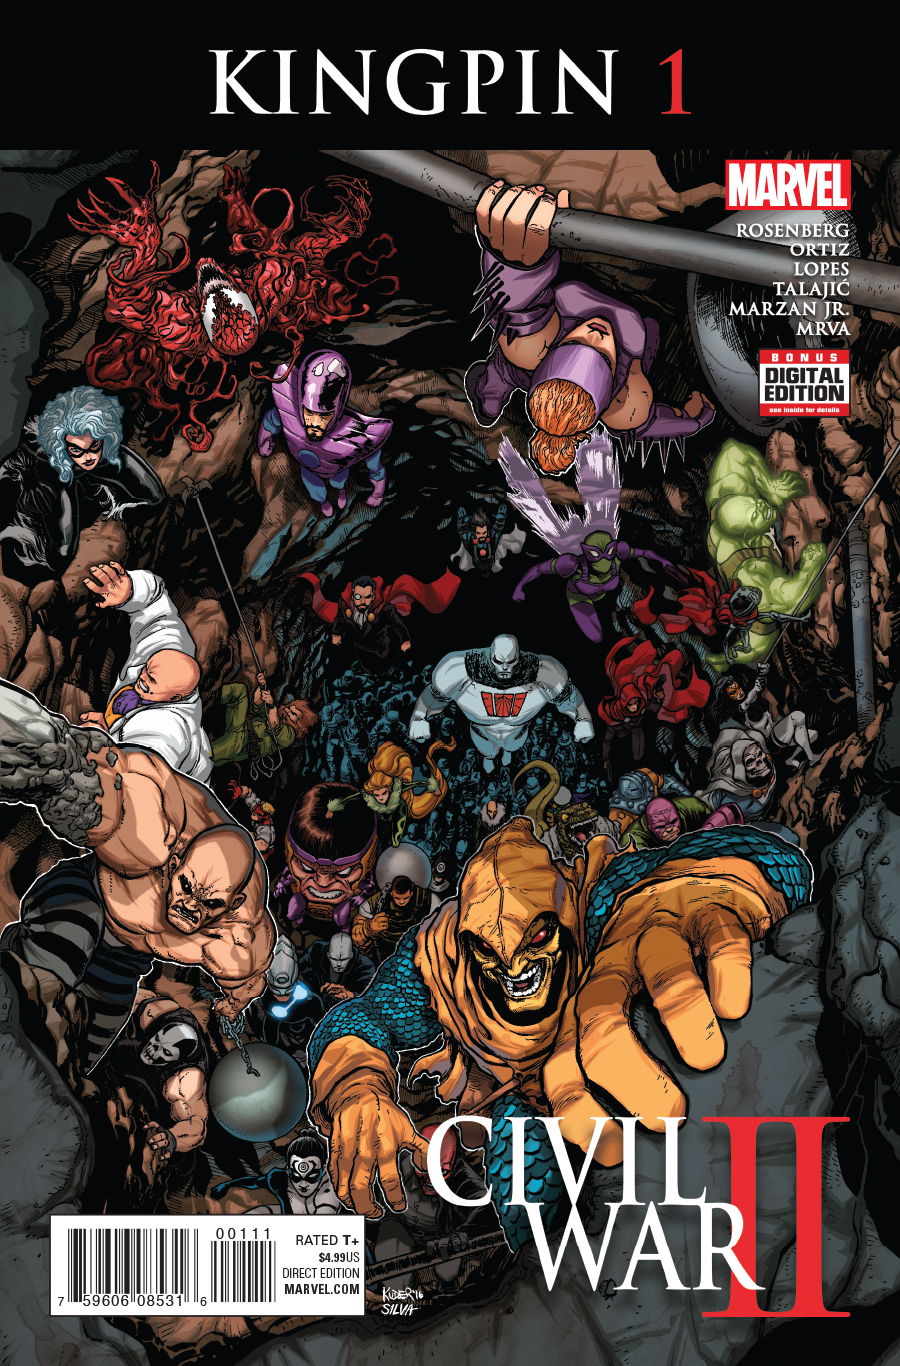 KINGPIN 1
MARVEL
ROSENBERG
ORTIZ
LOPES
TALAJIĆ
MARZAN JR.
MRVA
BONUS
DIGITAL
EDITION
see inside for details
CIVIL
WAR II
00111
RATED T+
$4.99US
DIRECT EDITION
MARVEL.COM
7 59606 08531 6
KUDER '16
SILVA